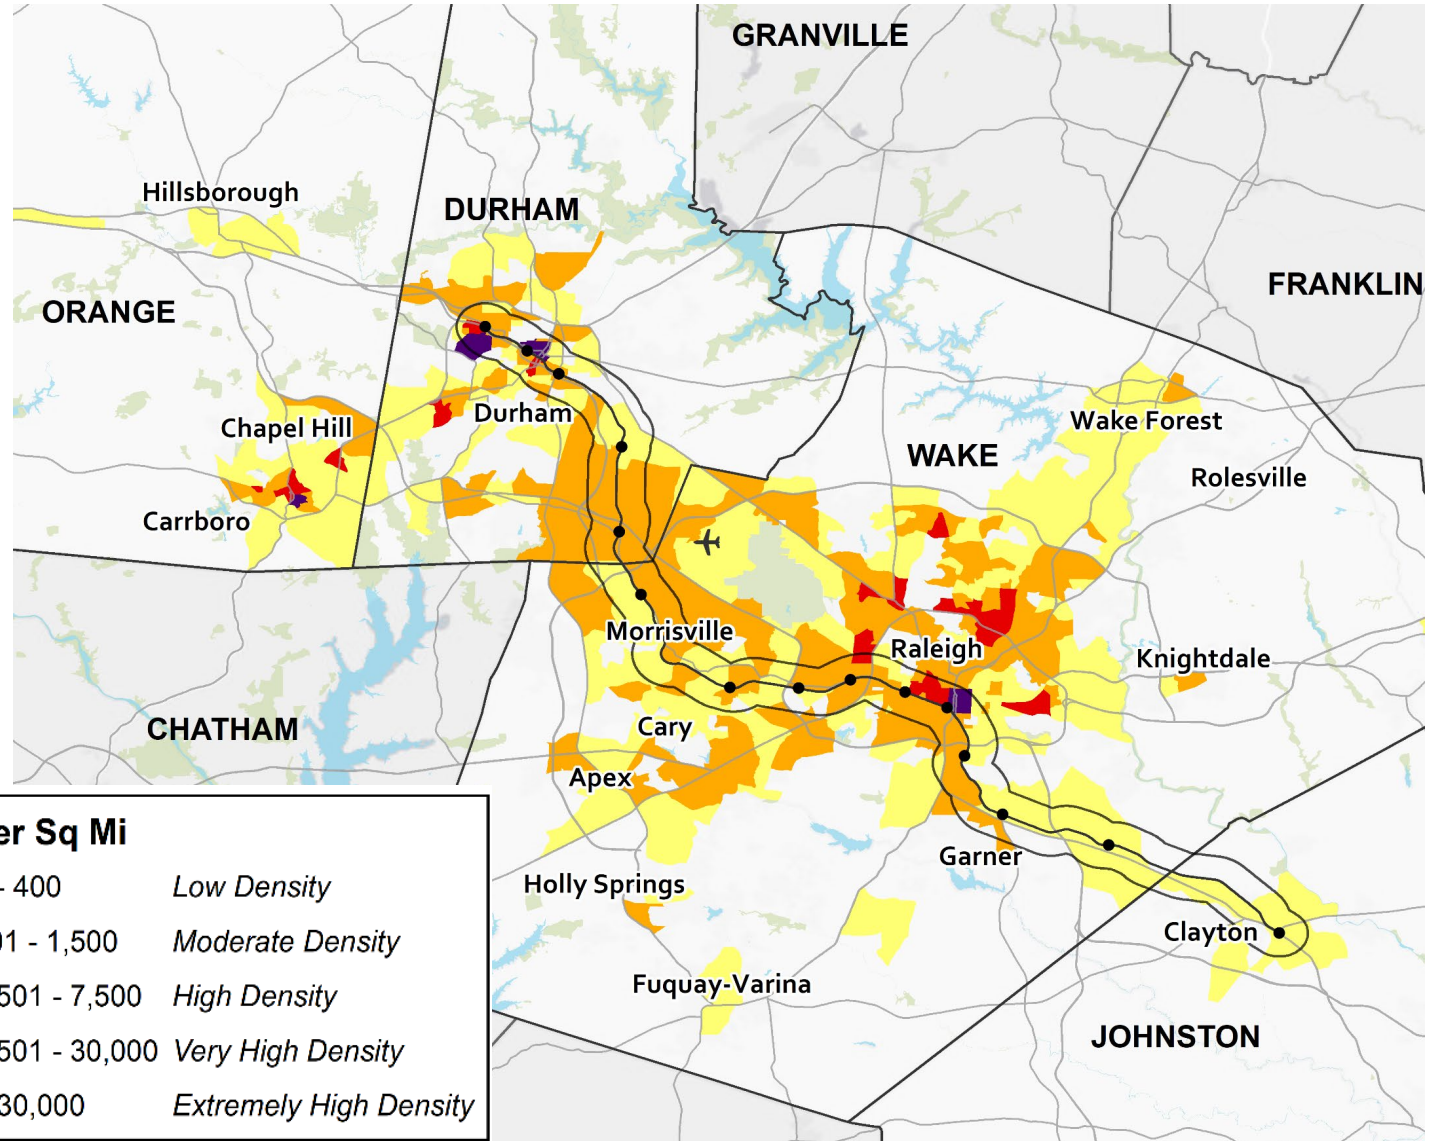 GRANVILLE
Hillsborough
DURHAM
FRANKLIN
ORANGE
Durham
Chapel Hill
Wake Forest
WAKE
Rolesville
Carrboro
Morrisville
Raleigh
Knightdale
CHATHAM
Cary
Apex
er Sq Mi
Garner
- 400 Low Density
Holly Springs
01 - 1,500 Moderate Density
Clayton
501 - 7,500 High Density
Fuquay-Varina
JOHNSTON
501 - 30,000 Very High Density
30,000 Extremely High Density